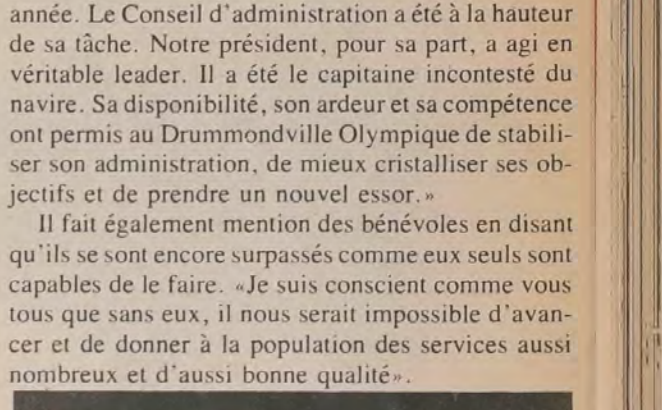 année. Le Conseil d'administration a été à la hauteur
de sa tâche. Notre président, pour sa part, a agi en
véritable leader. Il a été le capitaine incontesté du
navire. Sa disponibilité, son ardeur et sa compétence
ont permis au Drummondville Olympique de stabili-
ser son administration, de mieux cristalliser ses ob-
jectifs et de prendre un nouvel essor.»
Il fait également mention des bénévoles en disant
qu'ils se sont encore surpassés comme eux seuls sont
capables de le faire. «Je suis conscient comme vous
tous que sans eux, il nous serait impossible d'avan-
cer et de donner à la population des services aussi
nombreux et d'aussi bonne qualité».